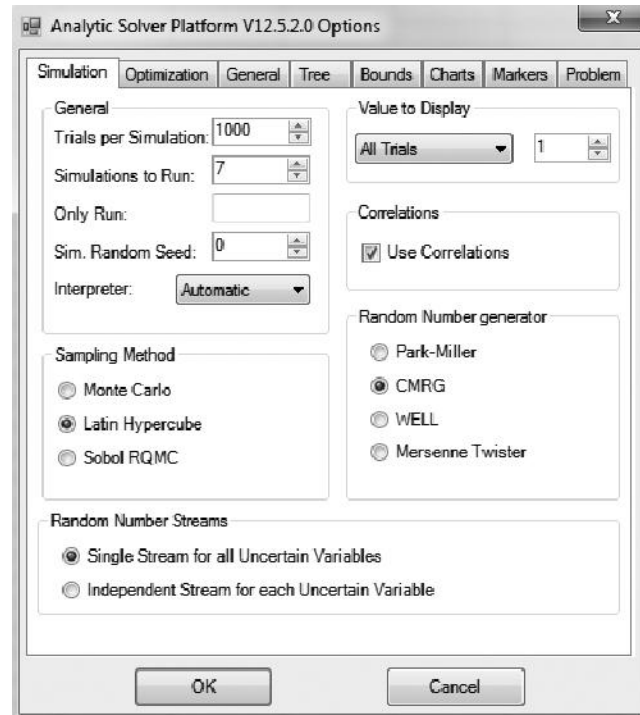 Analytic Solver Platform V12.5.2.0 Options
Simulation Optimization General Tree Bounds Charts Markers Problem
General
Trials per Simulation: 1000
Simulations to Run: 7
Only Run:
Sim. Random Seed: 0
Interpreter: Automatic
Value to Display
All Trials 1
Correlations
Use Correlations
Sampling Method
Monte Carlo
Latin Hypercube
Sobol RQMC
Random Number generator
Park-Miller
CMRG
WELL
Mersenne Twister
Random Number Streams
Single Stream for all Uncertain Variables
Independent Stream for each Uncertain Variable
OK Cancel